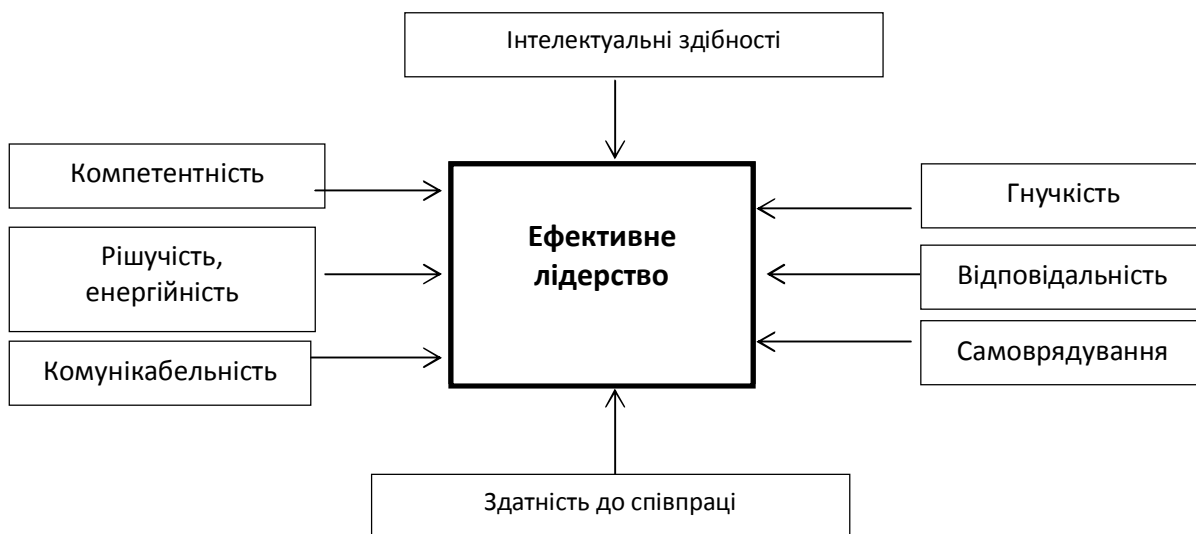 Інтелектуальні здібності
Компетентність
Рішучість,
енергійність
Комунікабельність
Ефективне
лідерство
Гнучкість
Відповідальність
Самоврядування
Здатність до співпраці